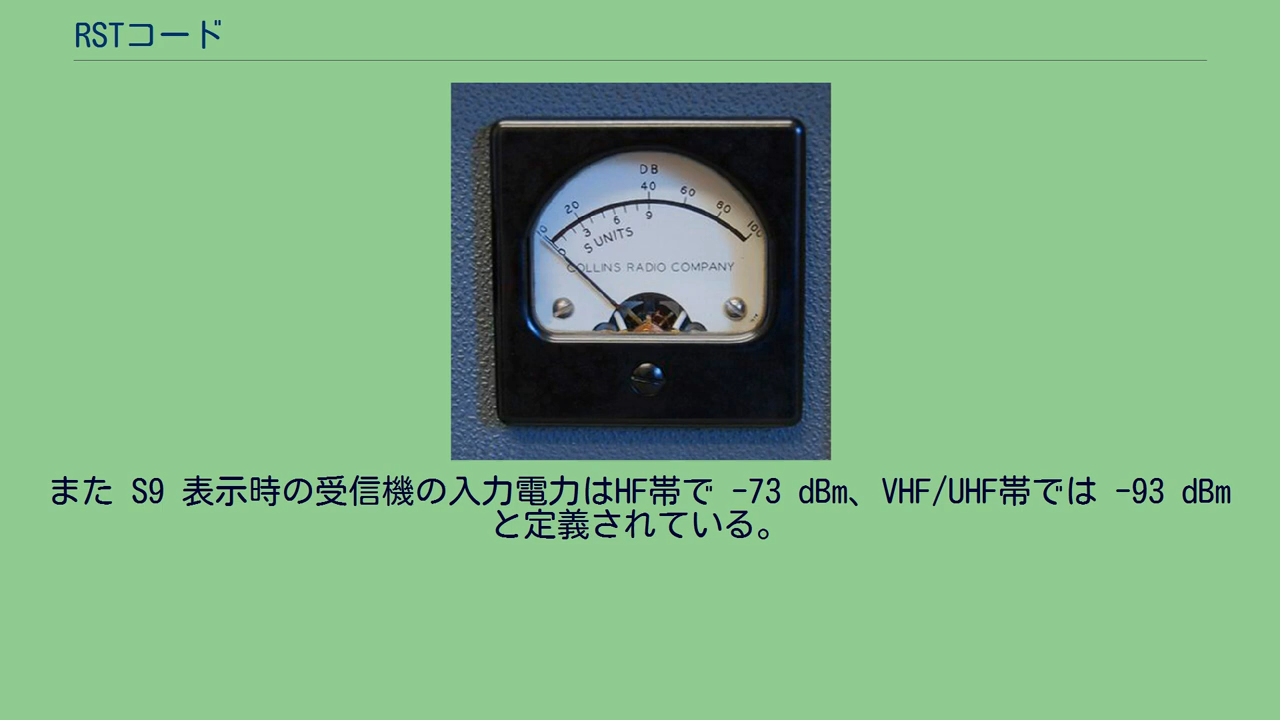 RSTコード
DB
20 40 60 80 100
10
0 3 6 9
S UNITS
COLLINS RADIO COMPANY
また S9 表示時の受信機の入力電力はHF帯で -73 dBm、VHF/UHF帯では -93 dBm
と定義されている。